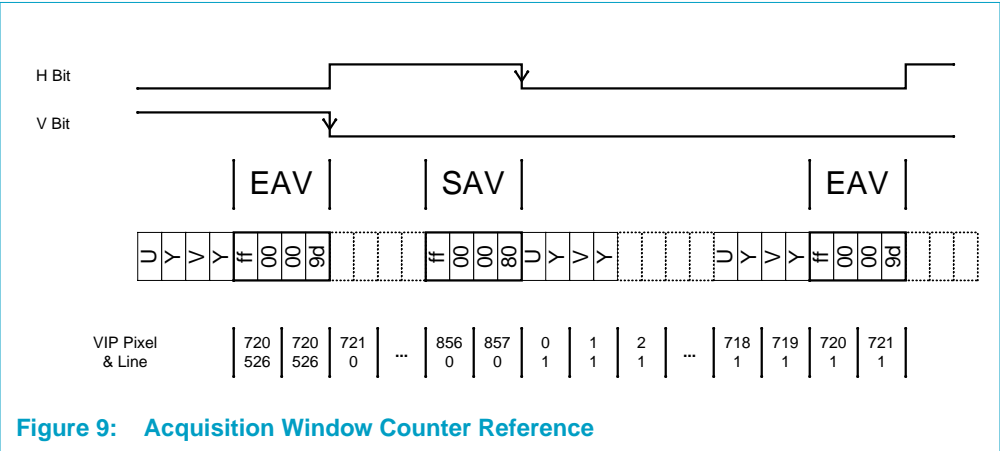 H Bit
V Bit
EAV SAV EAV
U Y V Y ff 00 00 9d ff 00 00 80 U Y V Y U Y V Y ff 00 00 9d
VIP Pixel 720 720 721 ... 856 857 0 1 2 ... 718 719 720 721
& Line 526 526 0 0 0 1 1 1 1 1 1 1
Figure 9: Acquisition Window Counter Reference